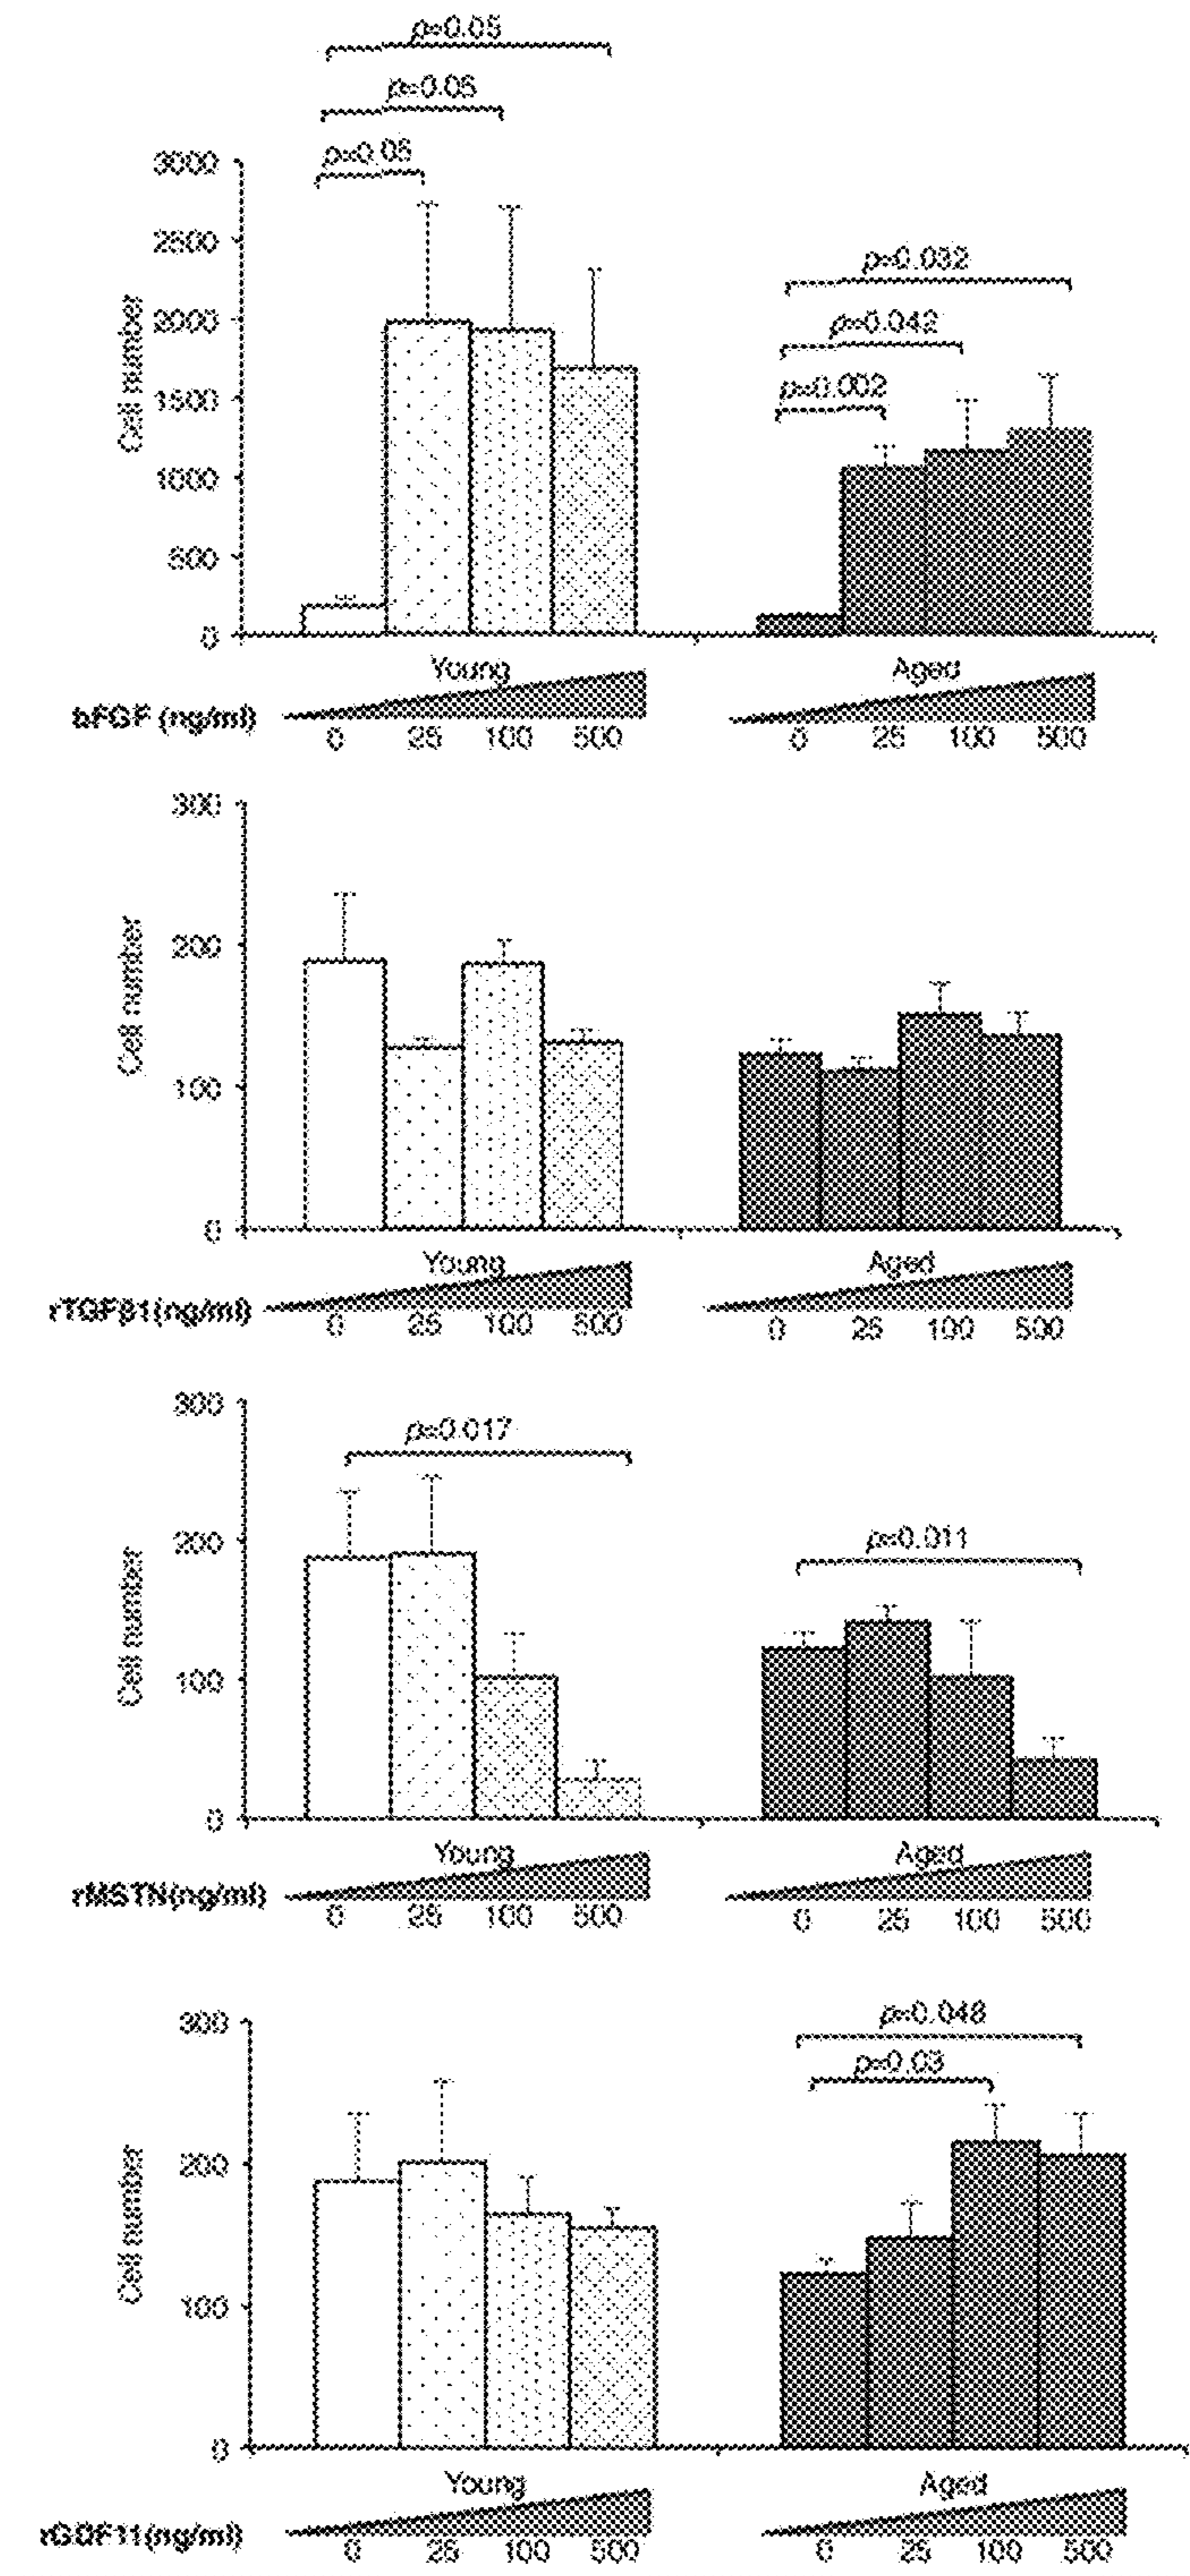 p=0.05
p=0.05
p=0.05
3000
2500
2000
1500
1000
500
0
Cell number
p=0.032
p=0.042
p=0.002
Young Aged
bFGF (ng/ml)
0 25 100 500 0 25 100 500
300
200
100
0
Cell number
Young Aged
rTGFβ1(ng/ml)
0 25 100 500 0 25 100 500
300
200
100
0
Cell number
p=0.017
p=0.011
Young Aged
rMSTN(ng/ml)
0 25 100 500 0 25 100 500
300
200
100
0
Cell number
p=0.048
p=0.03
Young Aged
rGDF11(ng/ml)
0 25 100 500 0 25 100 500